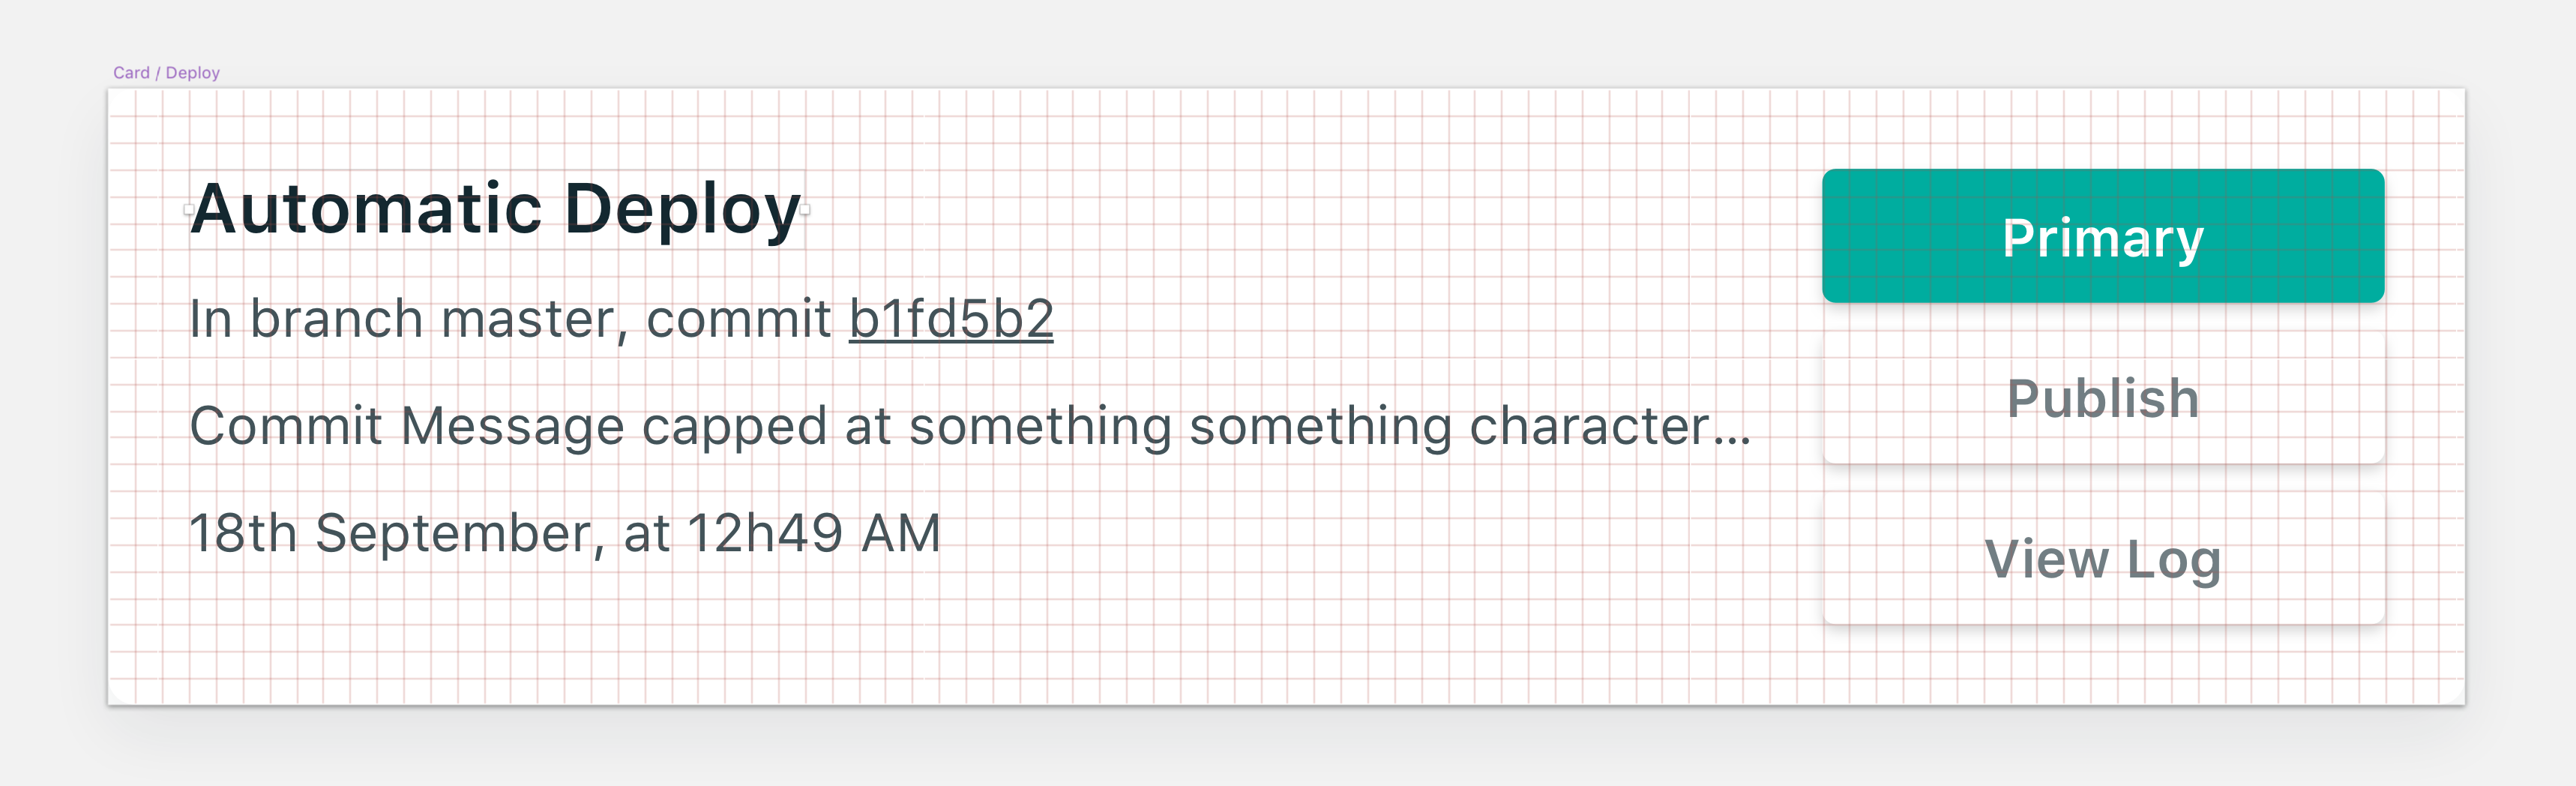 Card / Deploy
Automatic Deploy
In branch master, commit b1fd5b2
Commit Message capped at something something character...
18th September, at 12h49 AM
Primary
Publish
View Log